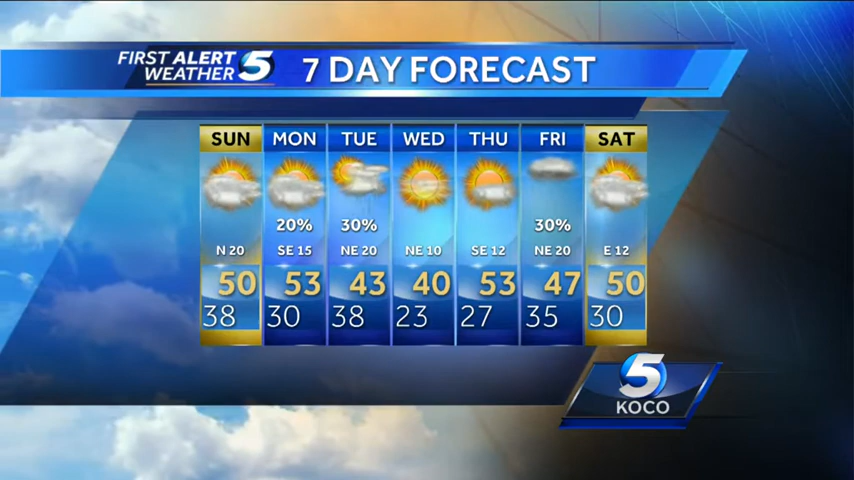 FIRST ALERT WEATHER 5
7 DAY FORECAST
SUN MON TUE WED THU FRI SAT
20% 30% 30%
N 20 SE 15 NE 20 NE 10 SE 12 NE 20 E 12
50 53 43 40 53 47 50
38 30 38 23 27 35 30
5
KOCO